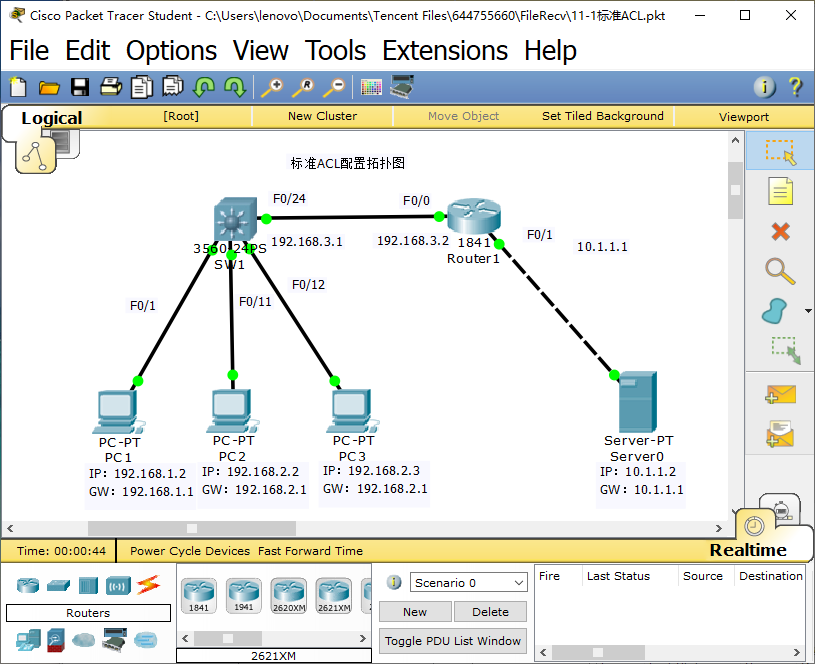 Cisco Packet Tracer Student - C:\Users\lenovo\Documents\Tencent Files\644755660\FileRecv\11-1标准ACL.pkt
File Edit Options View Tools Extensions Help
Logical [Root] New Cluster Move Object Set Tiled Background Viewport
标准ACL配置拓扑图
F0/24 F0/0
3560-24PS
SW1
192.168.3.1 192.168.3.2
1841
Router1
F0/1 10.1.1.1
F0/1 F0/11 F0/12
PC-PT
PC1
IP：192.168.1.2
GW：192.168.1.1
PC-PT
PC2
IP：192.168.2.2
GW：192.168.2.1
PC-PT
PC3
IP：192.168.2.3
GW：192.168.2.1
Server-PT
Server0
IP：10.1.1.2
GW：10.1.1.1
Time: 00:00:44 Power Cycle Devices Fast Forward Time Realtime
Routers
1841 1941 2620XM 2621XM
2621XM
Scenario 0
New Delete
Toggle PDU List Window
Fire Last Status Source Destination